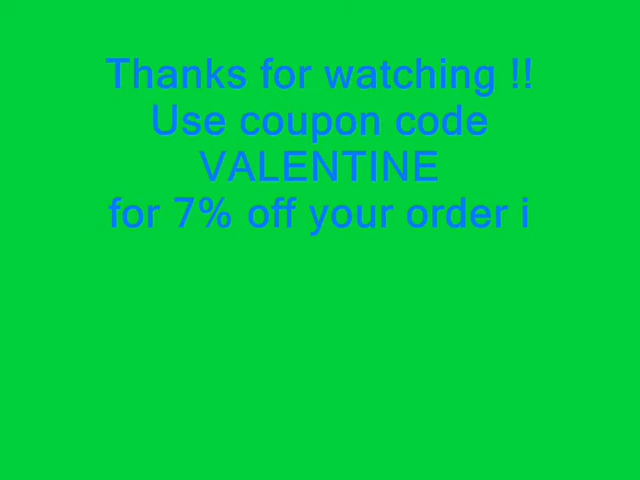 Thanks for watching !!
Use coupon code
VALENTINE
for 7% off your order i